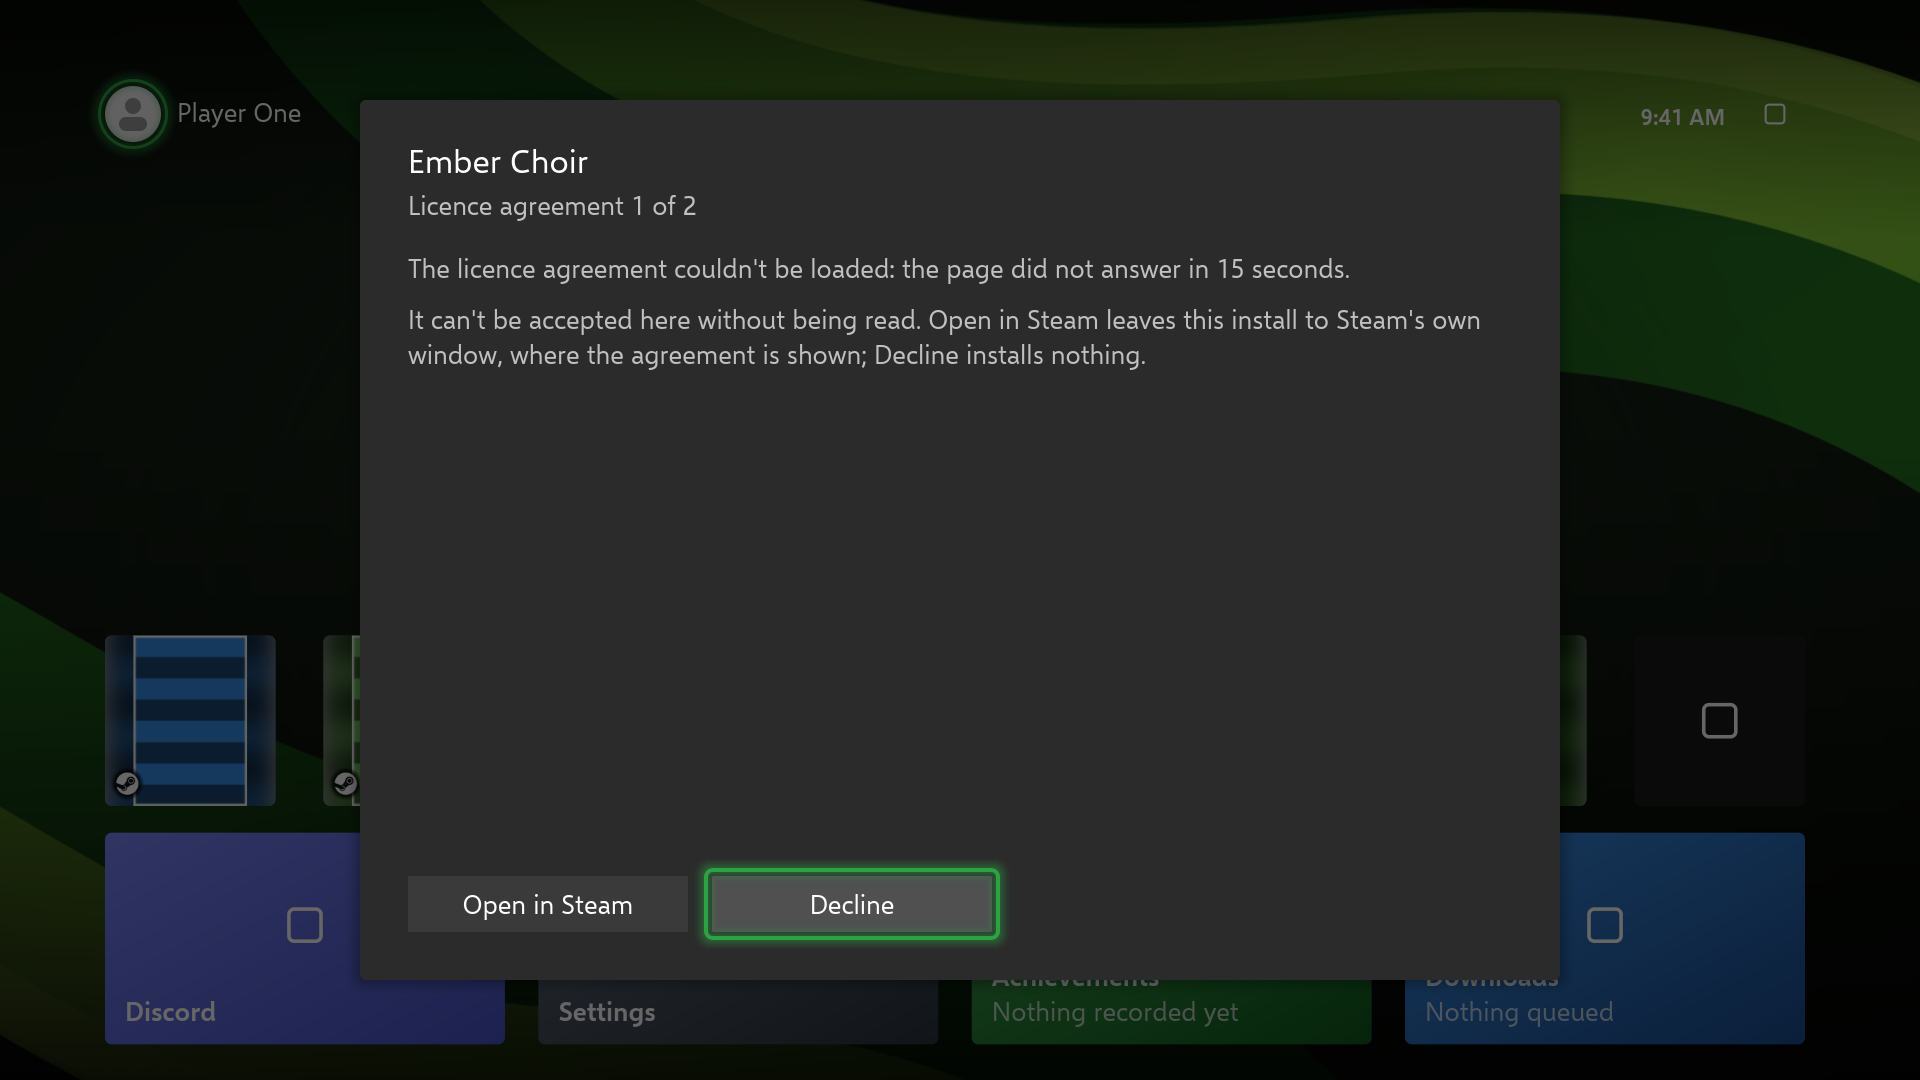 Player One
9:41 AM
Ember Choir
Licence agreement 1 of 2
The licence agreement couldn't be loaded: the page did not answer in 15 seconds.
It can't be accepted here without being read. Open in Steam leaves this install to Steam's own
window, where the agreement is shown; Decline installs nothing.
Open in Steam
Decline
Discord
Settings
Achievements
Nothing recorded yet
Downloads
Nothing queued